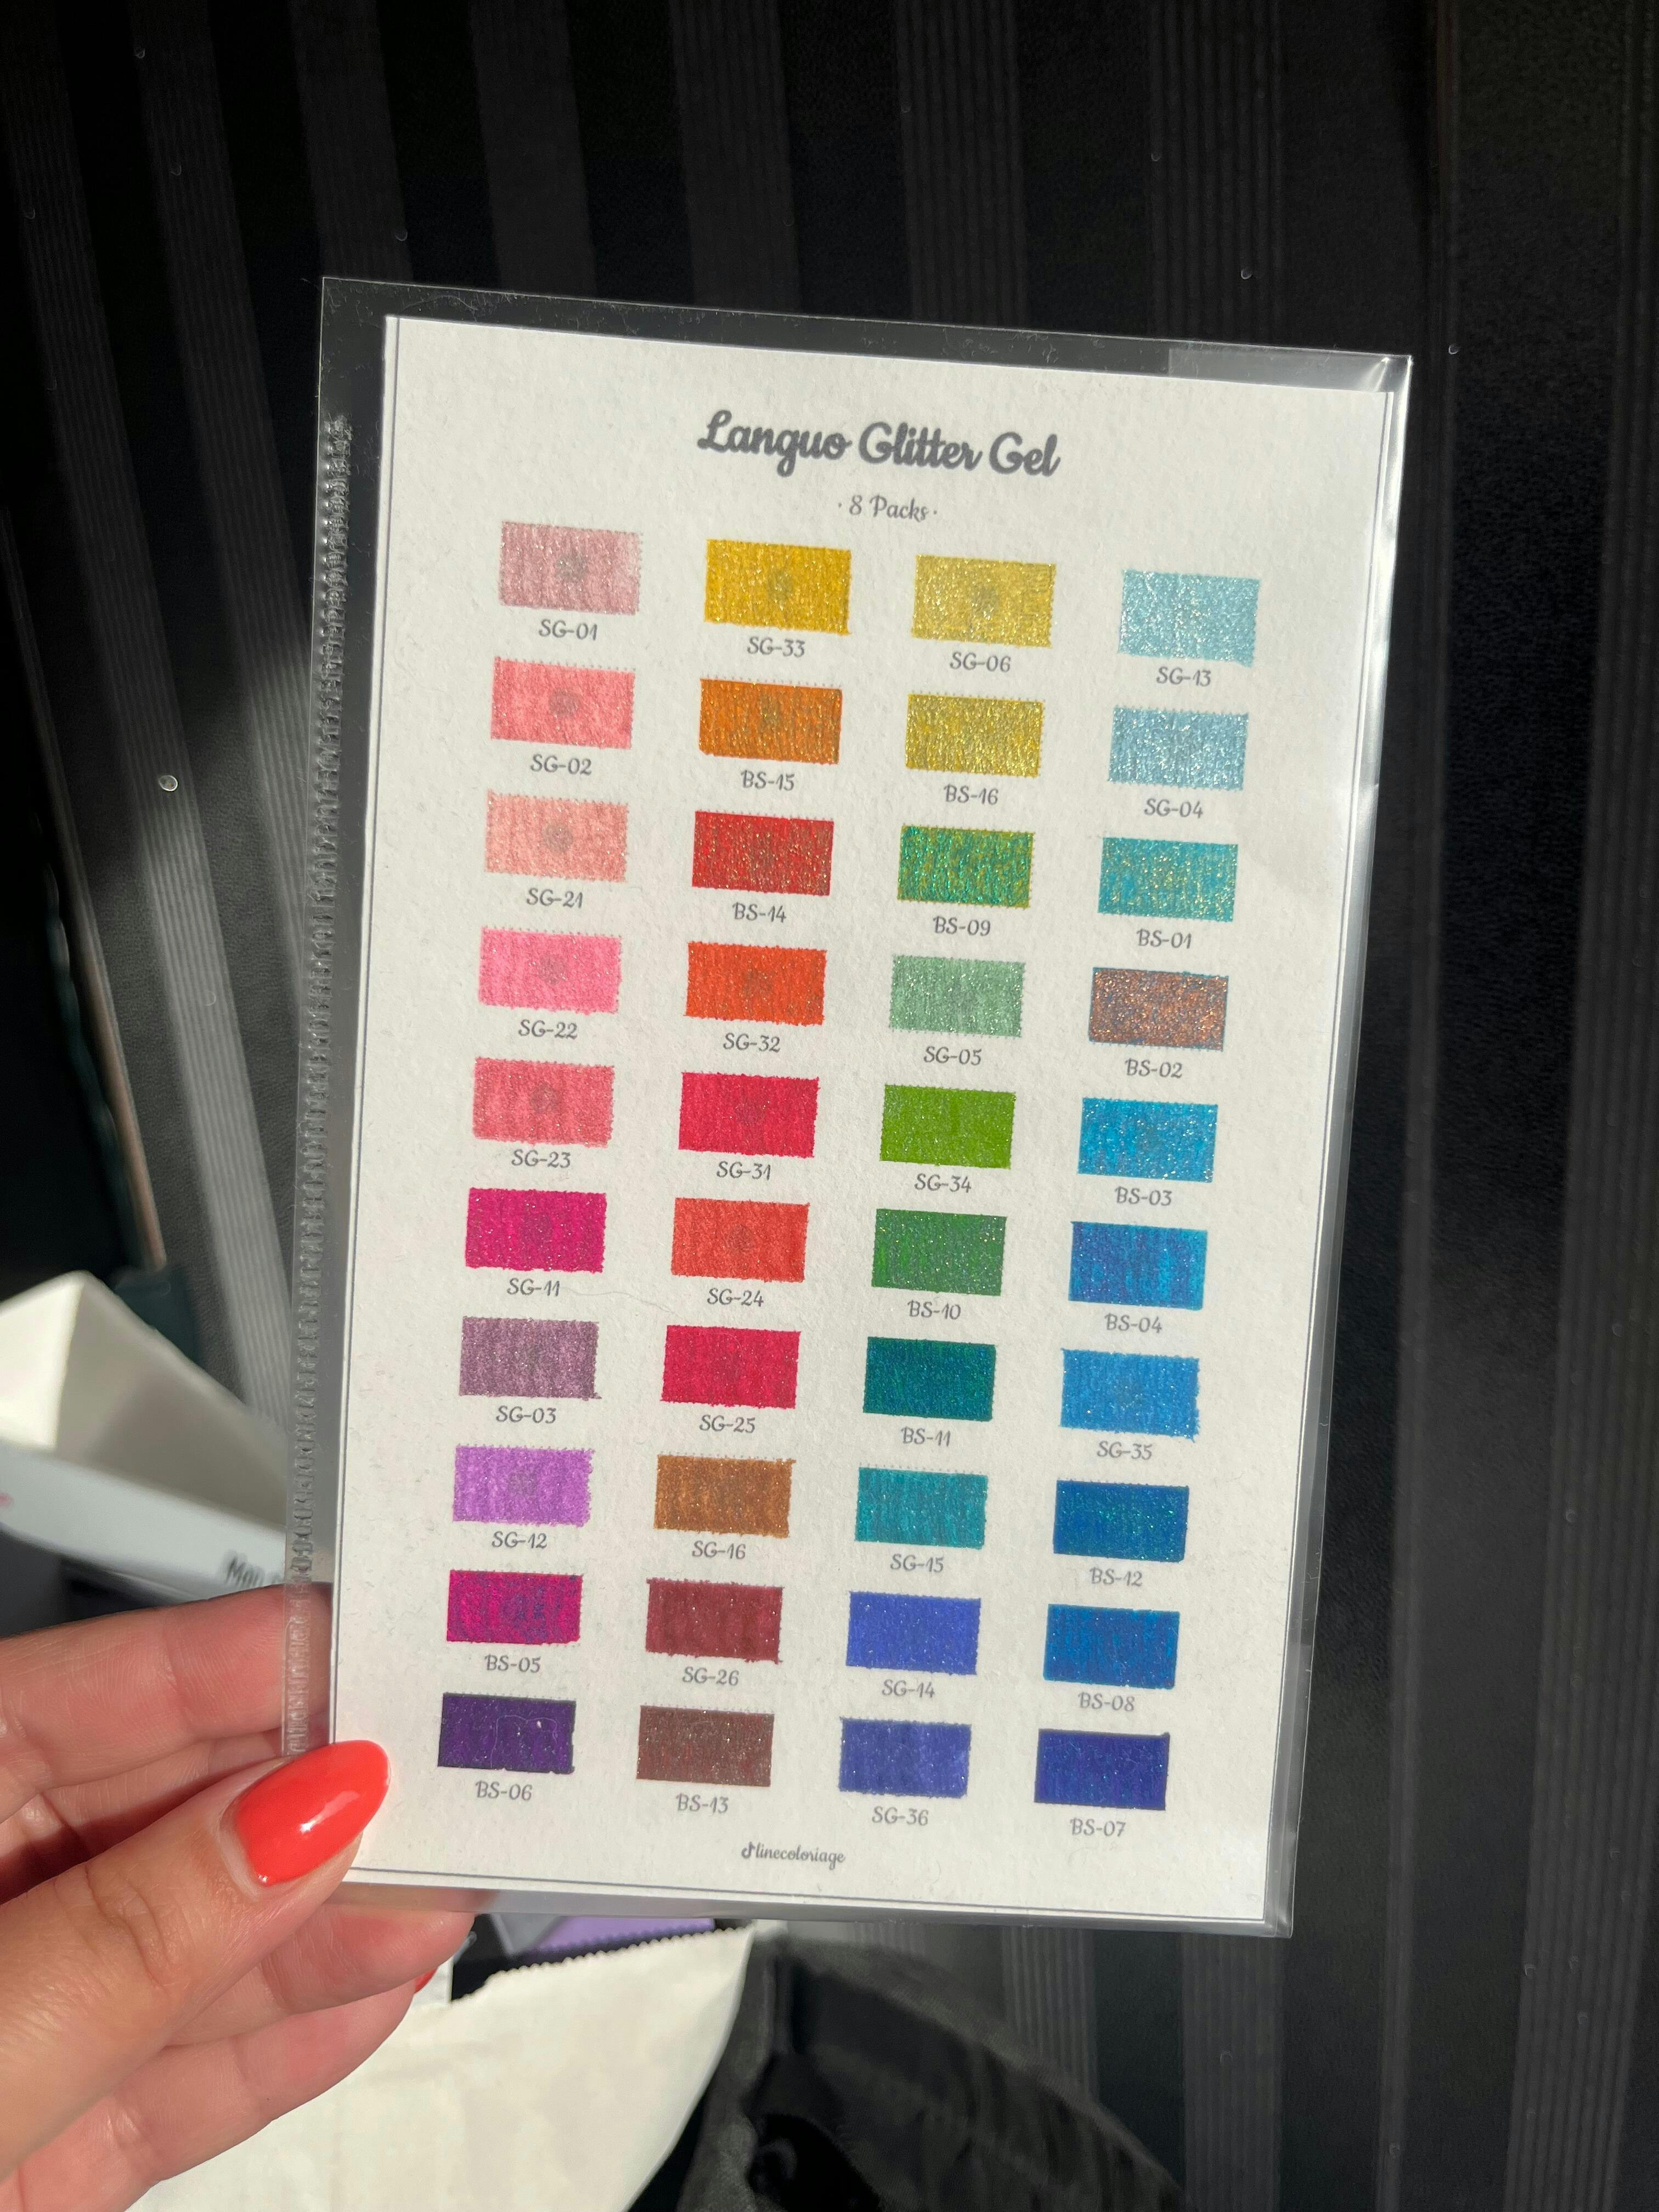 Languo Glitter Gel
· 8 Packs ·
SG-01 SG-33 SG-06 SG-13
SG-02 BS-15 BS-16 SG-04
SG-21 BS-14 BS-09 BS-01
SG-22 SG-32 SG-05 BS-02
SG-23 SG-31 SG-34 BS-03
SG-11 SG-24 BS-10 BS-04
SG-03 SG-25 BS-11 SG-35
SG-12 SG-16 SG-15 BS-12
BS-05 SG-26 SG-14 BS-08
BS-06 BS-13 SG-36 BS-07
linecoloriage